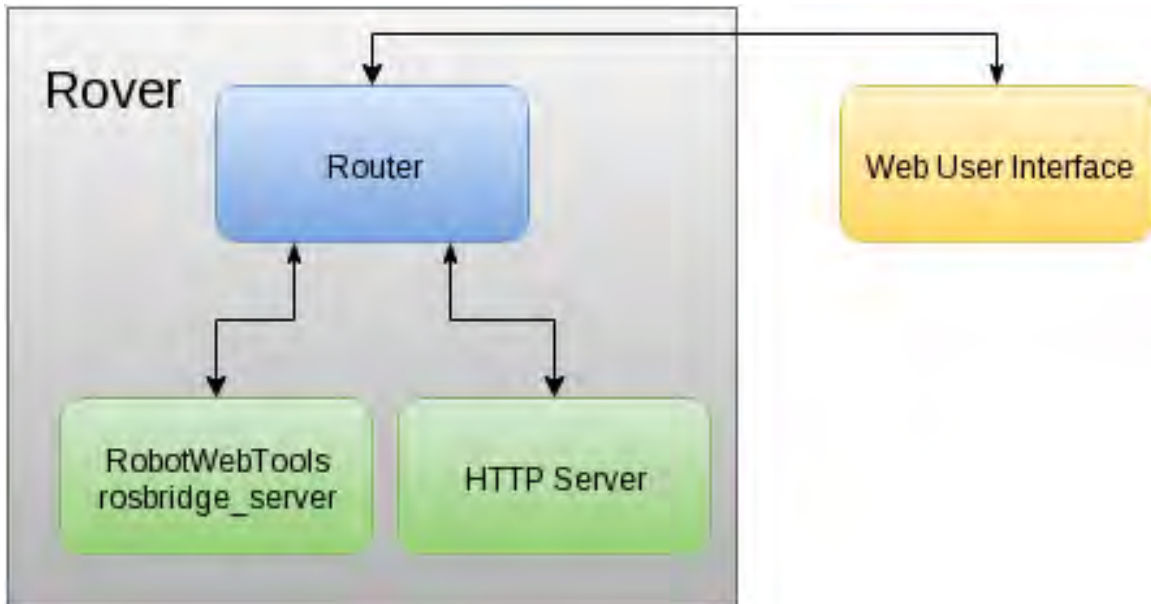 Rover
Router
Web User Interface
RobotWebTools
rosbridge_server
HTTP Server